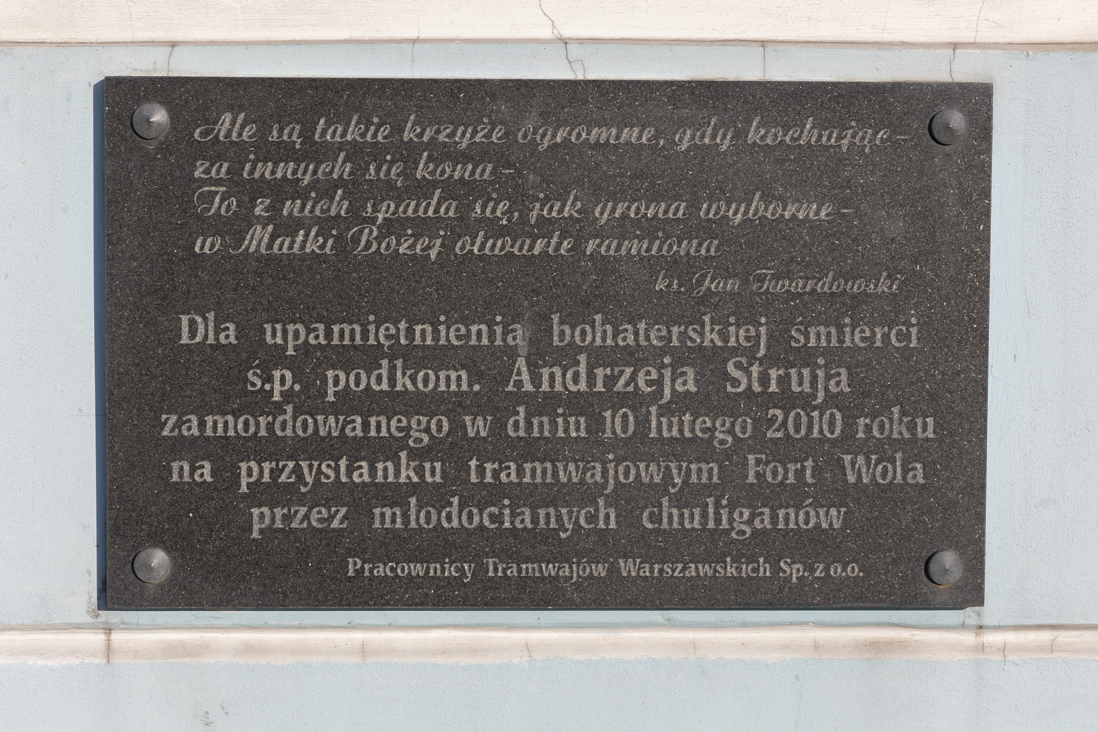 Ale są takie krzyże ogromne, gdy kochając-
za innych się kona-
To z nich spada się, jak grona wyborne-
w Matki Bożej otwarte ramiona
ks. Jan Twardowski
Dla upamiętnienia bohaterskiej śmierci
ś.p. podkom. Andrzeja Struja
zamordowanego w dniu 10 lutego 2010 roku
na przystanku tramwajowym Fort Wola
przez młodocianych chuliganów
Pracownicy Tramwajów Warszawskich Sp. z o.o.